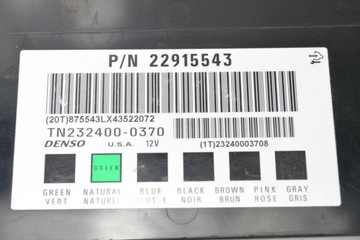 P/N 22915543
(20T)875543LX43522072
TN232400-0370
DENSO U.S.A. 12V
(1T)23240003708
GREEN
GREEN NATURAL BLUE BLACK BROWN PINK GRAY
VERT NATUREL NOIR BRUN ROSE GRIS